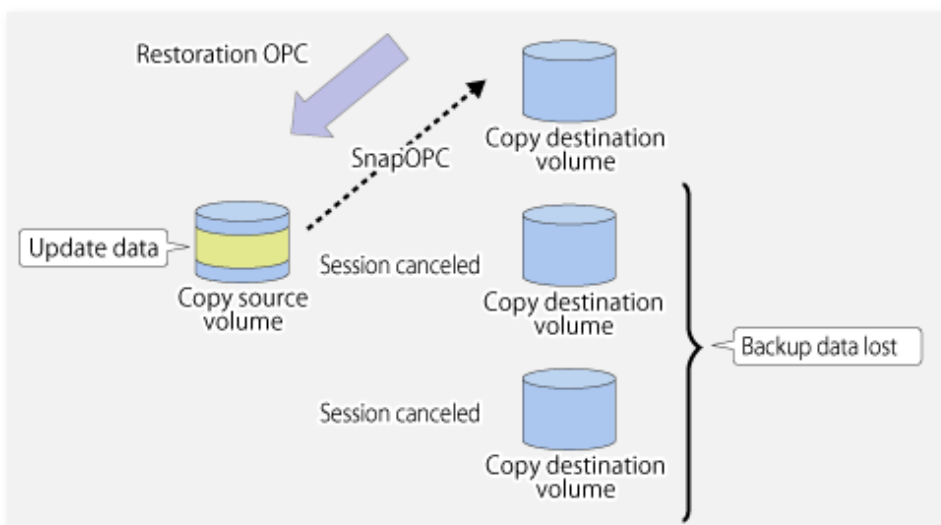 Restoration OPC
Copy destination
volume
SnapOPC
Update data
Copy source
volume
Session canceled
Copy destination
volume
Backup data lost
Session canceled
Copy destination
volume